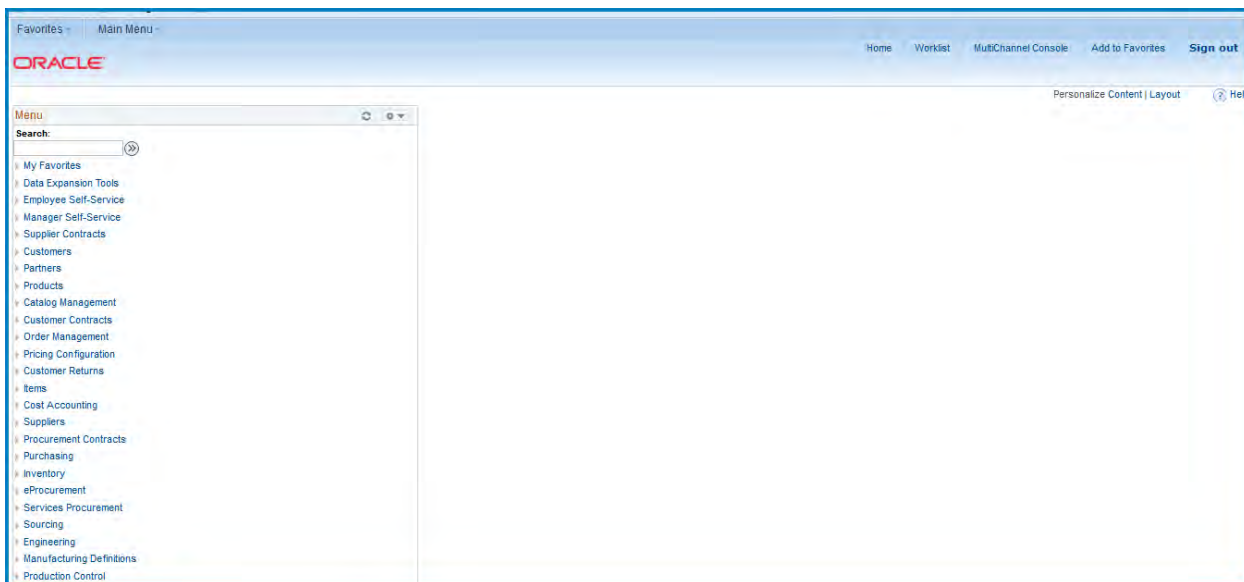 Favorites Main Menu
Home Worklist MultiChannel Console Add to Favorites Sign out
ORACLE
Personalize Content | Layout
Menu
Search:
My Favorites
Data Expansion Tools
Employee Self-Service
Manager Self-Service
Supplier Contracts
Customers
Partners
Products
Catalog Management
Customer Contracts
Order Management
Pricing Configuration
Customer Returns
Items
Cost Accounting
Suppliers
Procurement Contracts
Purchasing
Inventory
eProcurement
Services Procurement
Sourcing
Engineering
Manufacturing Definitions
Production Control